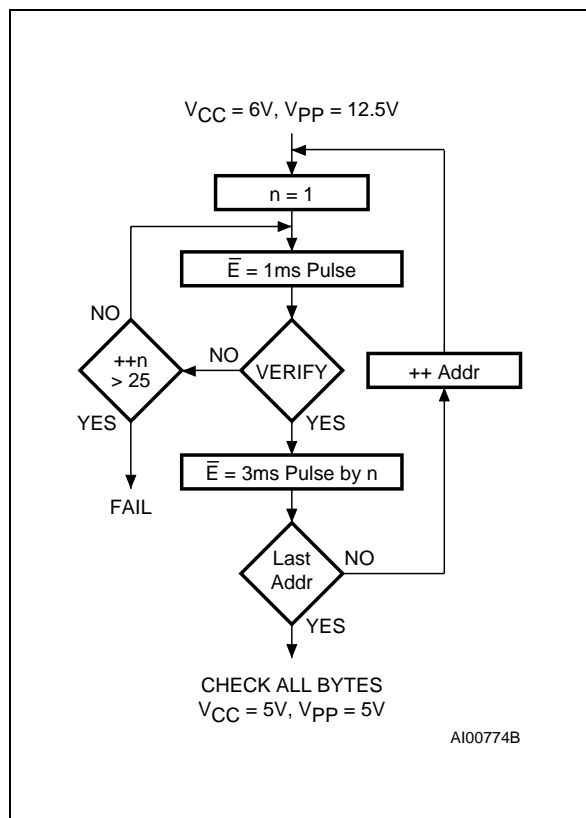 VCC = 6V, VPP = 12.5V
n = 1
E̅ = 1ms Pulse
NO
++n
> 25
NO
VERIFY
++ Addr
YES
YES
E̅ = 3ms Pulse by n
FAIL
Last
Addr
NO
YES
CHECK ALL BYTES
VCC = 5V, VPP = 5V
AI00774B